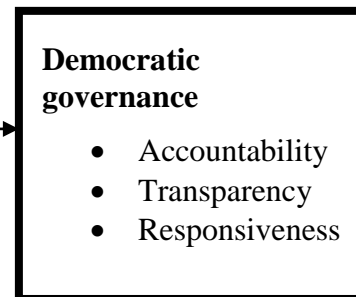 Democratic
governance
• Accountability
• Transparency
• Responsiveness